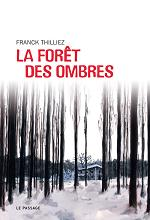 FRANCK THILLIEZ
LA FORÊT
DES OMBRES
LE PASSAGE